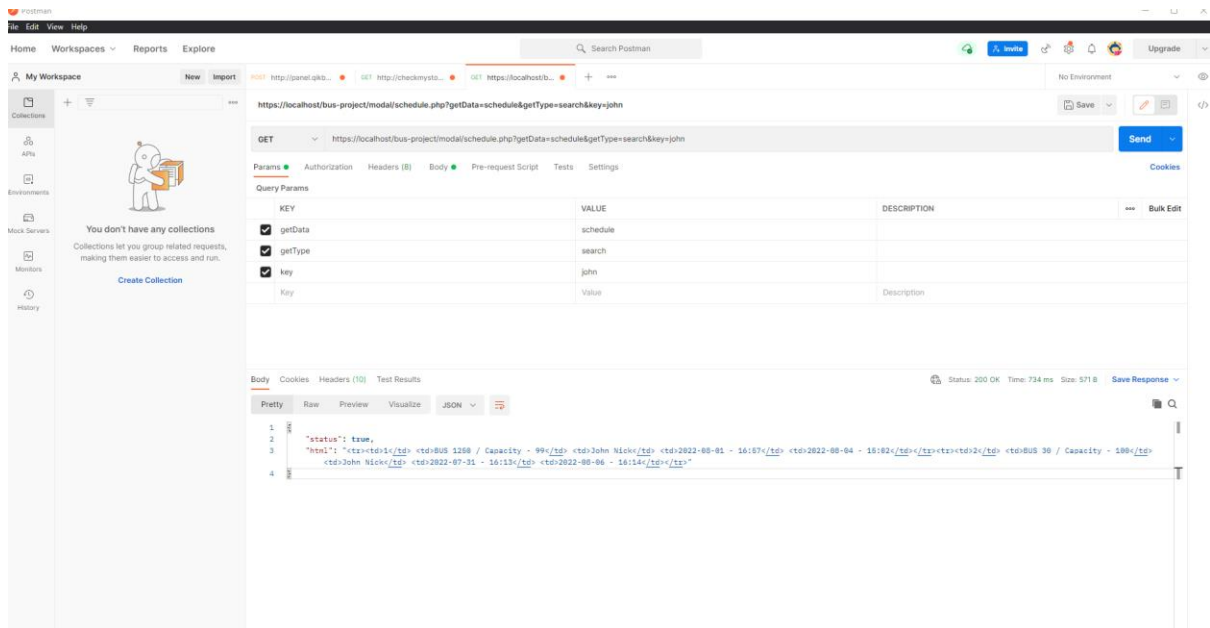 Postman
File Edit View Help
Home Workspaces Reports Explore
Search Postman
Invite
Upgrade
My Workspace
New Import
POST http://panel.qikb...
GET http://checkmysto...
GET https://localhost/b...
No Environment
Collections
APIs
Environments
Mock Servers
Monitors
History
You don't have any collections
Collections let you group related requests,
making them easier to access and run.
Create Collection
https://localhost/bus-project/modal/schedule.php?getData=schedule&getType=search&key=john
Save
GET https://localhost/bus-project/modal/schedule.php?getData=schedule&getType=search&key=john
Send
Params Authorization Headers (8) Body Pre-request Script Tests Settings
Cookies
Query Params
KEY VALUE DESCRIPTION Bulk Edit
getData schedule
getType search
key john
Key Value Description
Body Cookies Headers (10) Test Results
Status: 200 OK Time: 734 ms Size: 571 B Save Response
Pretty Raw Preview Visualize JSON
1 {
2 "status": true,
3 "html": "<tr><td>1</td> <td>BUS 1250 / Capacity - 99</td> <td>John Nick</td> <td>2022-08-01 - 16:57</td> <td>2022-08-04 - 15:02</td></tr><tr><td>2</td> <td>BUS 30 / Capacity - 100</td>
<td>John Nick</td> <td>2022-07-31 - 16:13</td> <td>2022-08-06 - 16:14</td></tr>"
4 }